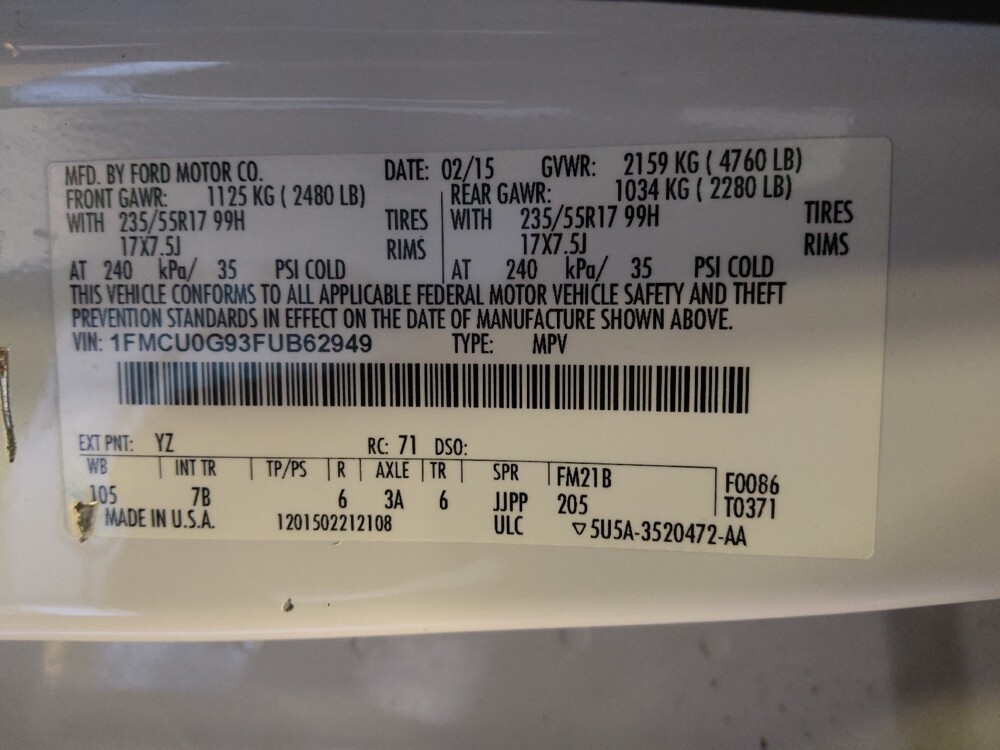 MFD. BY FORD MOTOR CO. DATE: 02/15 GVWR: 2159 KG ( 4760 LB)
FRONT GAWR: 1125 KG ( 2480 LB) REAR GAWR: 1034 KG ( 2280 LB)
WITH 235/55R17 99H TIRES WITH 235/55R17 99H TIRES
17X7.5J RIMS 17X7.5J RIMS
AT 240 kPa/ 35 PSI COLD AT 240 kPa/ 35 PSI COLD
THIS VEHICLE CONFORMS TO ALL APPLICABLE FEDERAL MOTOR VEHICLE SAFETY AND THEFT
PREVENTION STANDARDS IN EFFECT ON THE DATE OF MANUFACTURE SHOWN ABOVE.
VIN: 1FMCU0G93FUB62949 TYPE: MPV
EXT PNT: YZ RC: 71 DSO:
WB INT TR TP/PS R AXLE TR SPR FM21B F0086
105 7B 6 3A 6 JJPP 205 T0371
MADE IN U.S.A. 1201502212108 ULC ▽5U5A-3520472-AA